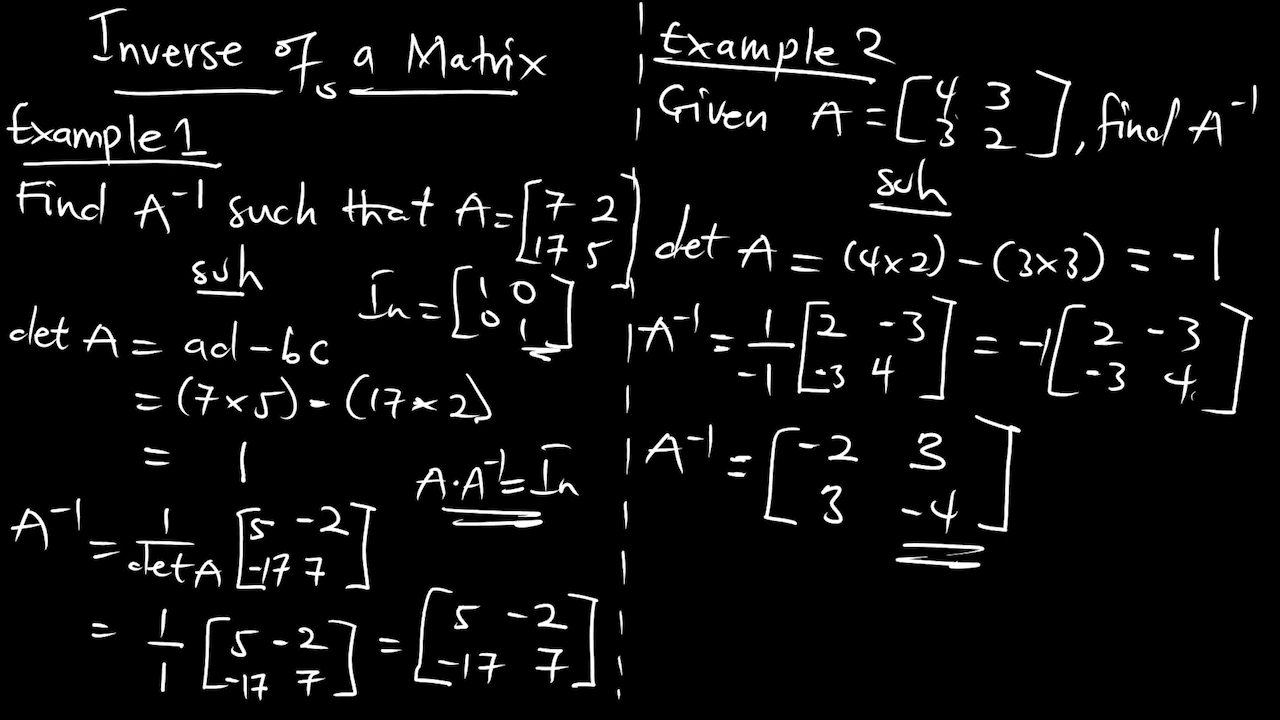 Inverse of a Matrix
Example 1
Find A⁻¹ such that A = [7 2
17 5]
soln
In = [1 0
0 1]
det A = ad - bc
= (7 × 5) - (17 × 2)
= 1
A·A⁻¹ = In
A⁻¹ = 1/det A [5 -2
-17 7]
= 1/1 [5 -2
-17 7] = [5 -2
-17 7]
Example 2
Given A = [4 3
3 2], find A⁻¹
soln
det A = (4×2) - (3×3) = -1
A⁻¹ = 1/-1 [2 -3
-3 4] = -1[2 -3
-3 4]
A⁻¹ = [-2 3
3 -4]